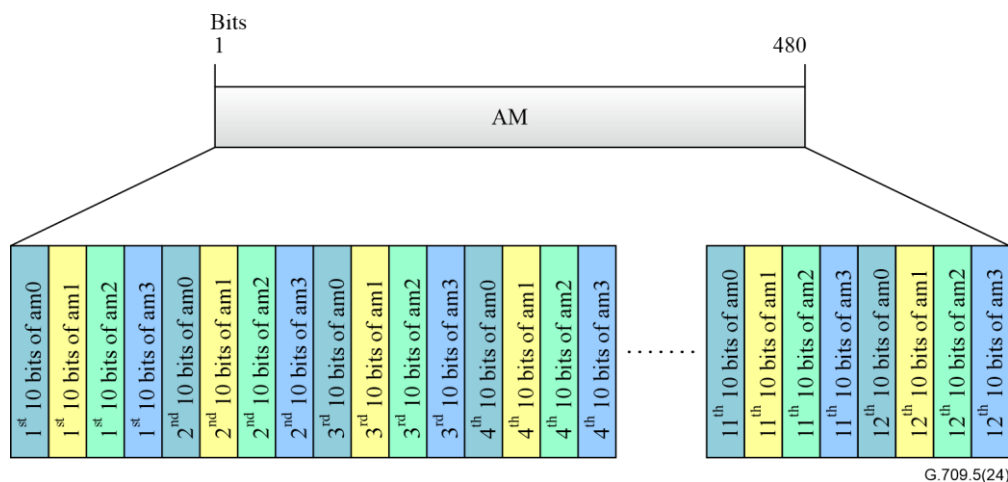 Bits
1 480
AM
1st 10 bits of am0
1st 10 bits of am1
1st 10 bits of am2
1st 10 bits of am3
2nd 10 bits of am0
2nd 10 bits of am1
2nd 10 bits of am2
2nd 10 bits of am3
3rd 10 bits of am0
3rd 10 bits of am1
3rd 10 bits of am2
3rd 10 bits of am3
4th 10 bits of am0
4th 10 bits of am1
4th 10 bits of am2
4th 10 bits of am3
........
11th 10 bits of am0
11th 10 bits of am1
11th 10 bits of am2
11th 10 bits of am3
12th 10 bits of am0
12th 10 bits of am1
12th 10 bits of am2
12th 10 bits of am3
G.709.5(24)